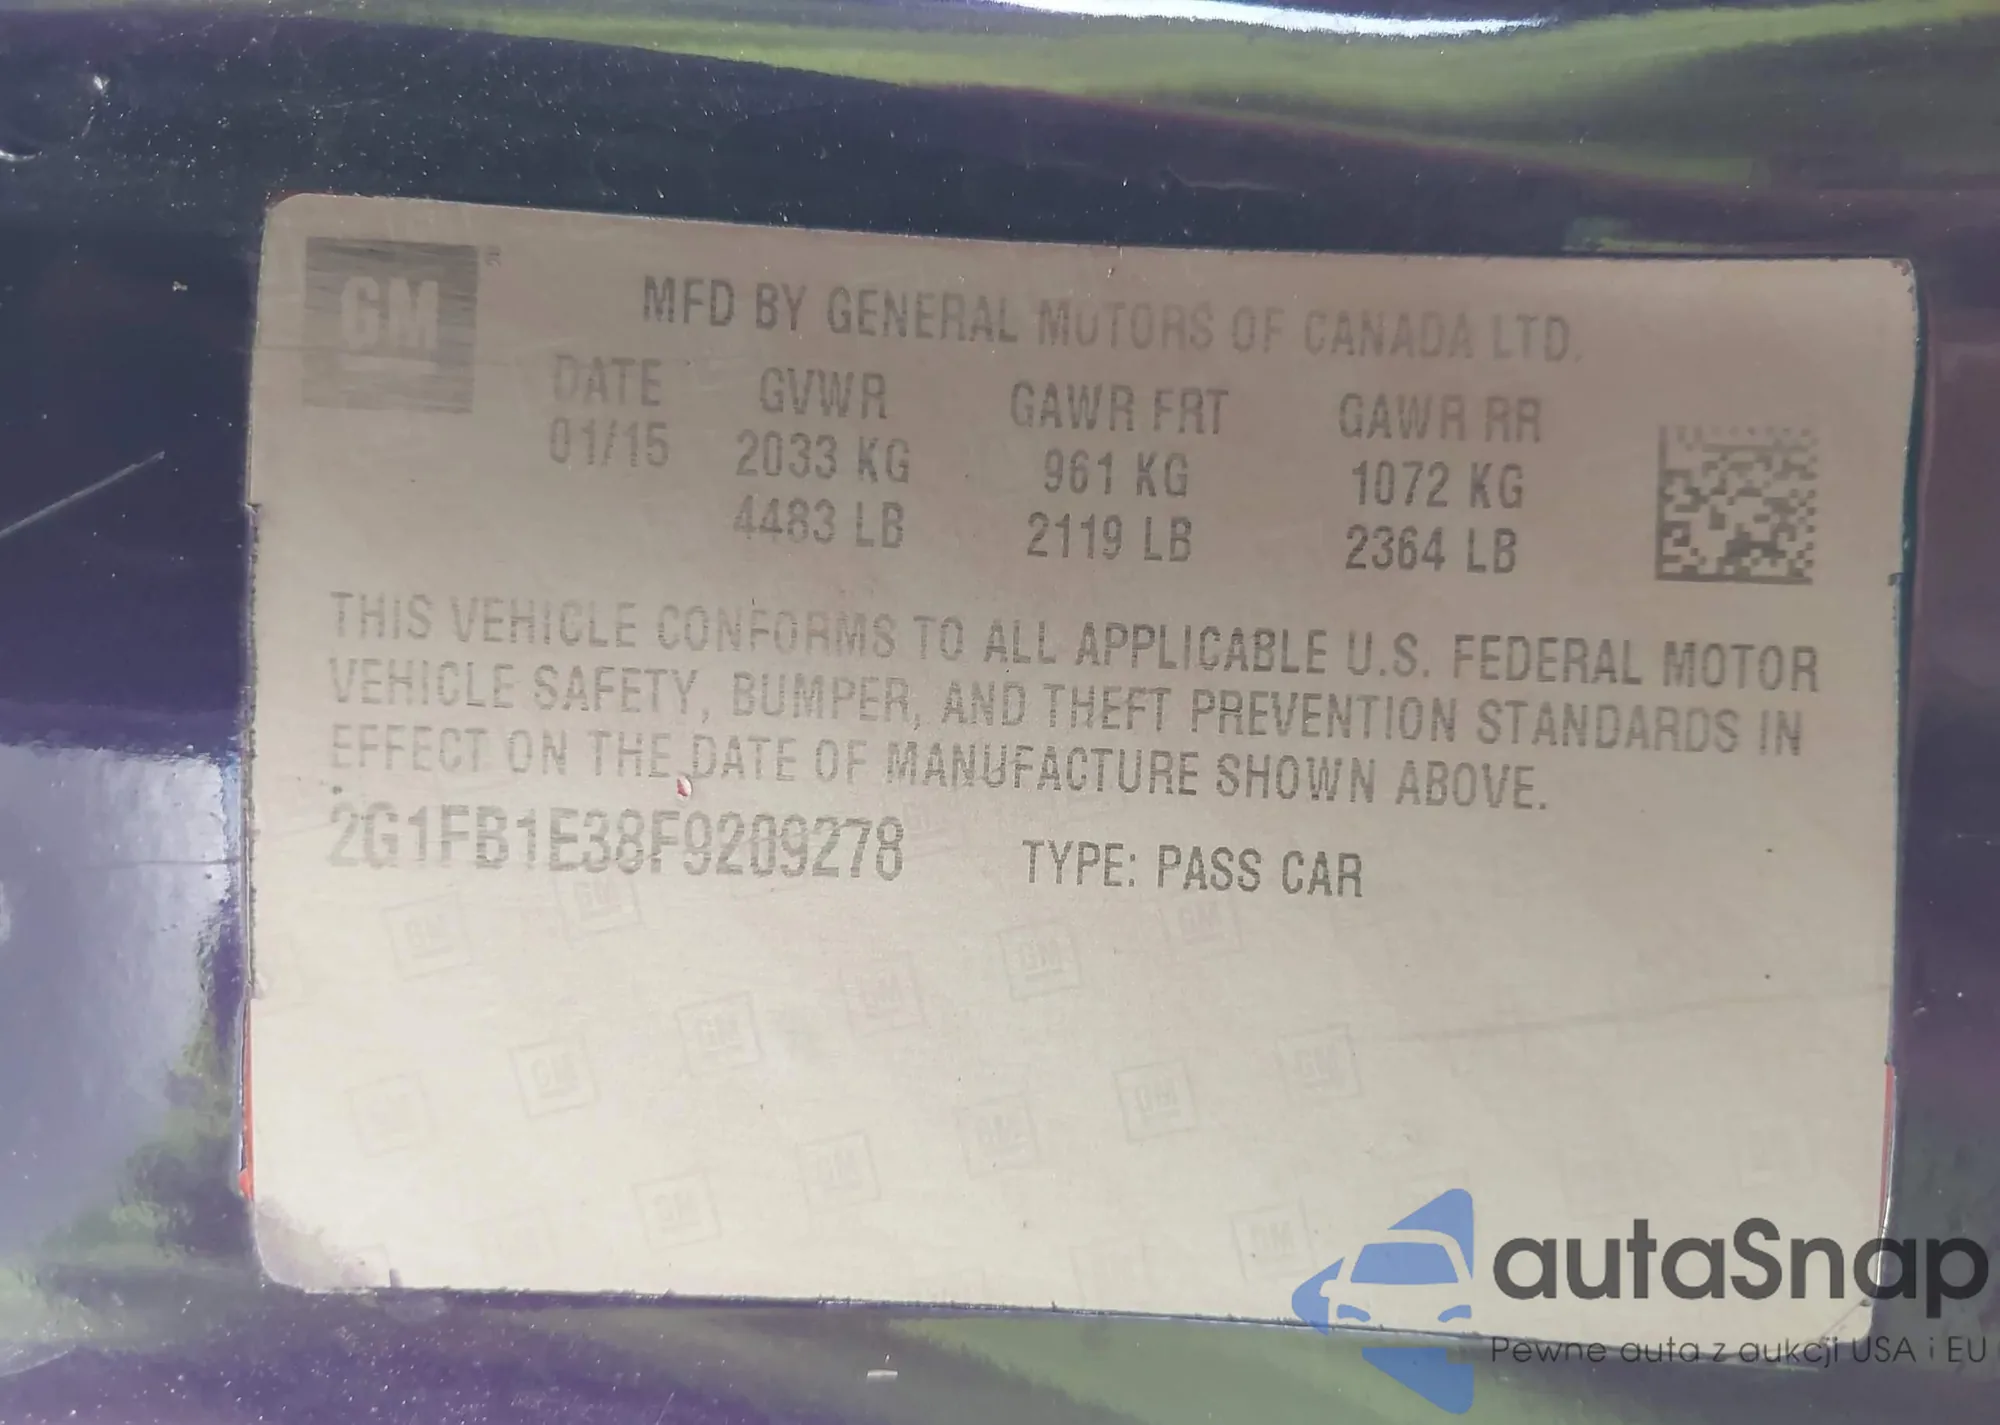 GM
MFD BY GENERAL MOTORS OF CANADA LTD.
DATE GVWR GAWR FRT GAWR RR
01/15 2033 KG 961 KG 1072 KG
4483 LB 2119 LB 2364 LB
THIS VEHICLE CONFORMS TO ALL APPLICABLE U.S. FEDERAL MOTOR
VEHICLE SAFETY, BUMPER, AND THEFT PREVENTION STANDARDS IN
EFFECT ON THE DATE OF MANUFACTURE SHOWN ABOVE.
2G1FB1E38F9209278 TYPE: PASS CAR
autaSnap
Pewne auta z aukcji USA i EU